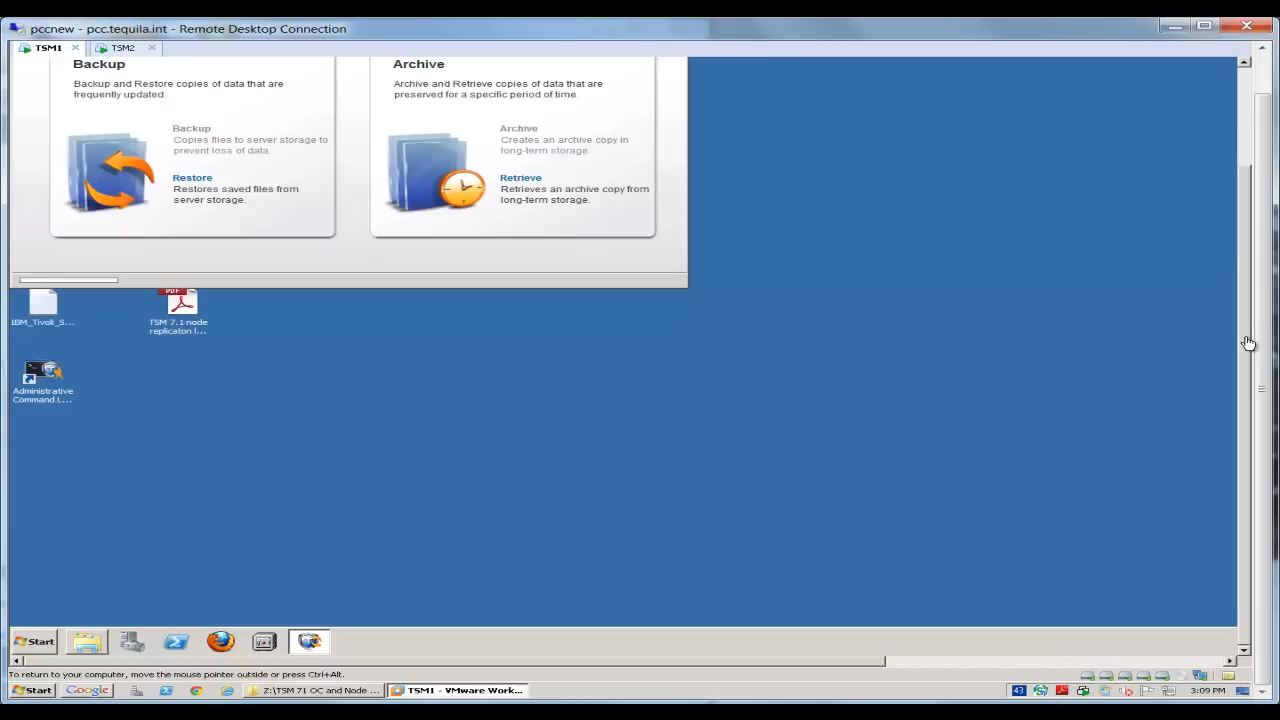 pccnew - pcc.tequila.int - Remote Desktop Connection
TSM1
TSM2
Backup
Backup and Restore copies of data that are
frequently updated.
Backup
Copies files to server storage to
prevent loss of data.
Restore
Restores saved files from
server storage.
Archive
Archive and Retrieve copies of data that are
preserved for a specific period of time.
Archive
Creates an archive copy in
long-term storage.
Retrieve
Retrieves an archive copy from
long-term storage.
IBM_Tivoli_S...
PDF
TSM 7.1 node
replicaton l...
Administrative
Command L...
Start
To return to your computer, move the mouse pointer outside or press Ctrl+Alt.
Start
Google
Z:\TSM 71 OC and Node ...
TSM1 - VMware Work...
43
3:09 PM